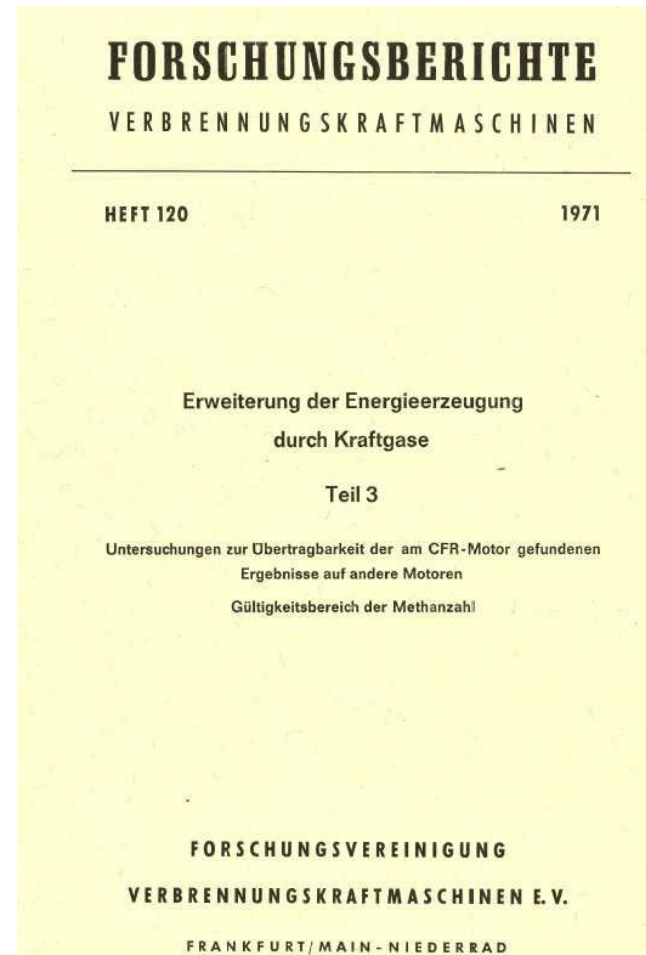 FORSCHUNGSBERICHTE
VERBRENNUNGSKRAFTMASCHINEN
HEFT 120 1971
Erweiterung der Energieerzeugung
durch Kraftgase
Teil 3
Untersuchungen zur Übertragbarkeit der am CFR-Motor gefundenen
Ergebnisse auf andere Motoren
Gültigkeitsbereich der Methanzahl
FORSCHUNGSVEREINIGUNG
VERBRENNUNGSKRAFTMASCHINEN E.V.
FRANKFURT/MAIN-NIEDERRAD